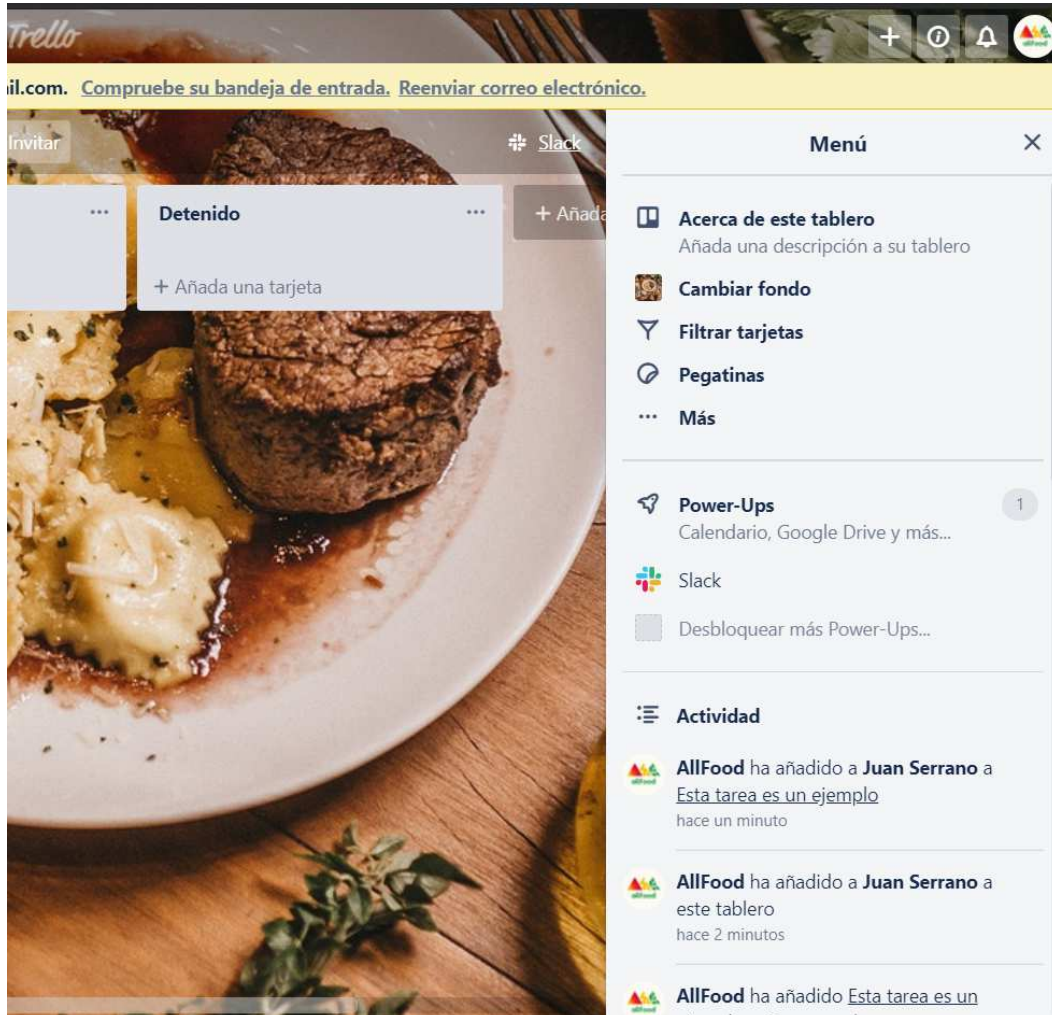 Trello
allfood
il.com. Compruebe su bandeja de entrada. Reenviar correo electrónico.
Invitar
Slack
Detenido
+ Añada una tarjeta
+ Añada
Menú
Acerca de este tablero
Añada una descripción a su tablero
Cambiar fondo
Filtrar tarjetas
Pegatinas
Más
Power-Ups
1
Calendario, Google Drive y más...
Slack
Desbloquear más Power-Ups...
Actividad
AllFood ha añadido a Juan Serrano a
Esta tarea es un ejemplo
hace un minuto
AllFood ha añadido a Juan Serrano a
este tablero
hace 2 minutos
AllFood ha añadido Esta tarea es un